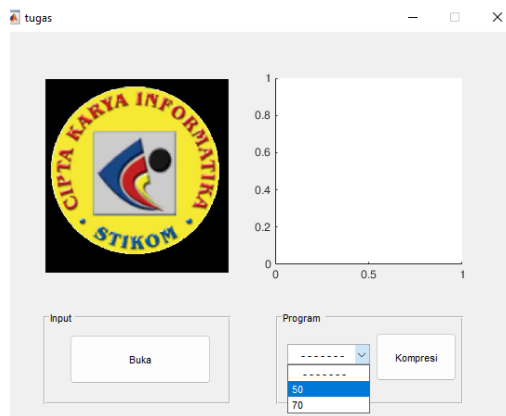 tugas
CIPTA KARYA INFORMATIKA
STIKOM
1
0.8
0.6
0.4
0.2
0
0
0.5
1
Input
Buka
Program
-------
Kompresi
-------
50
70